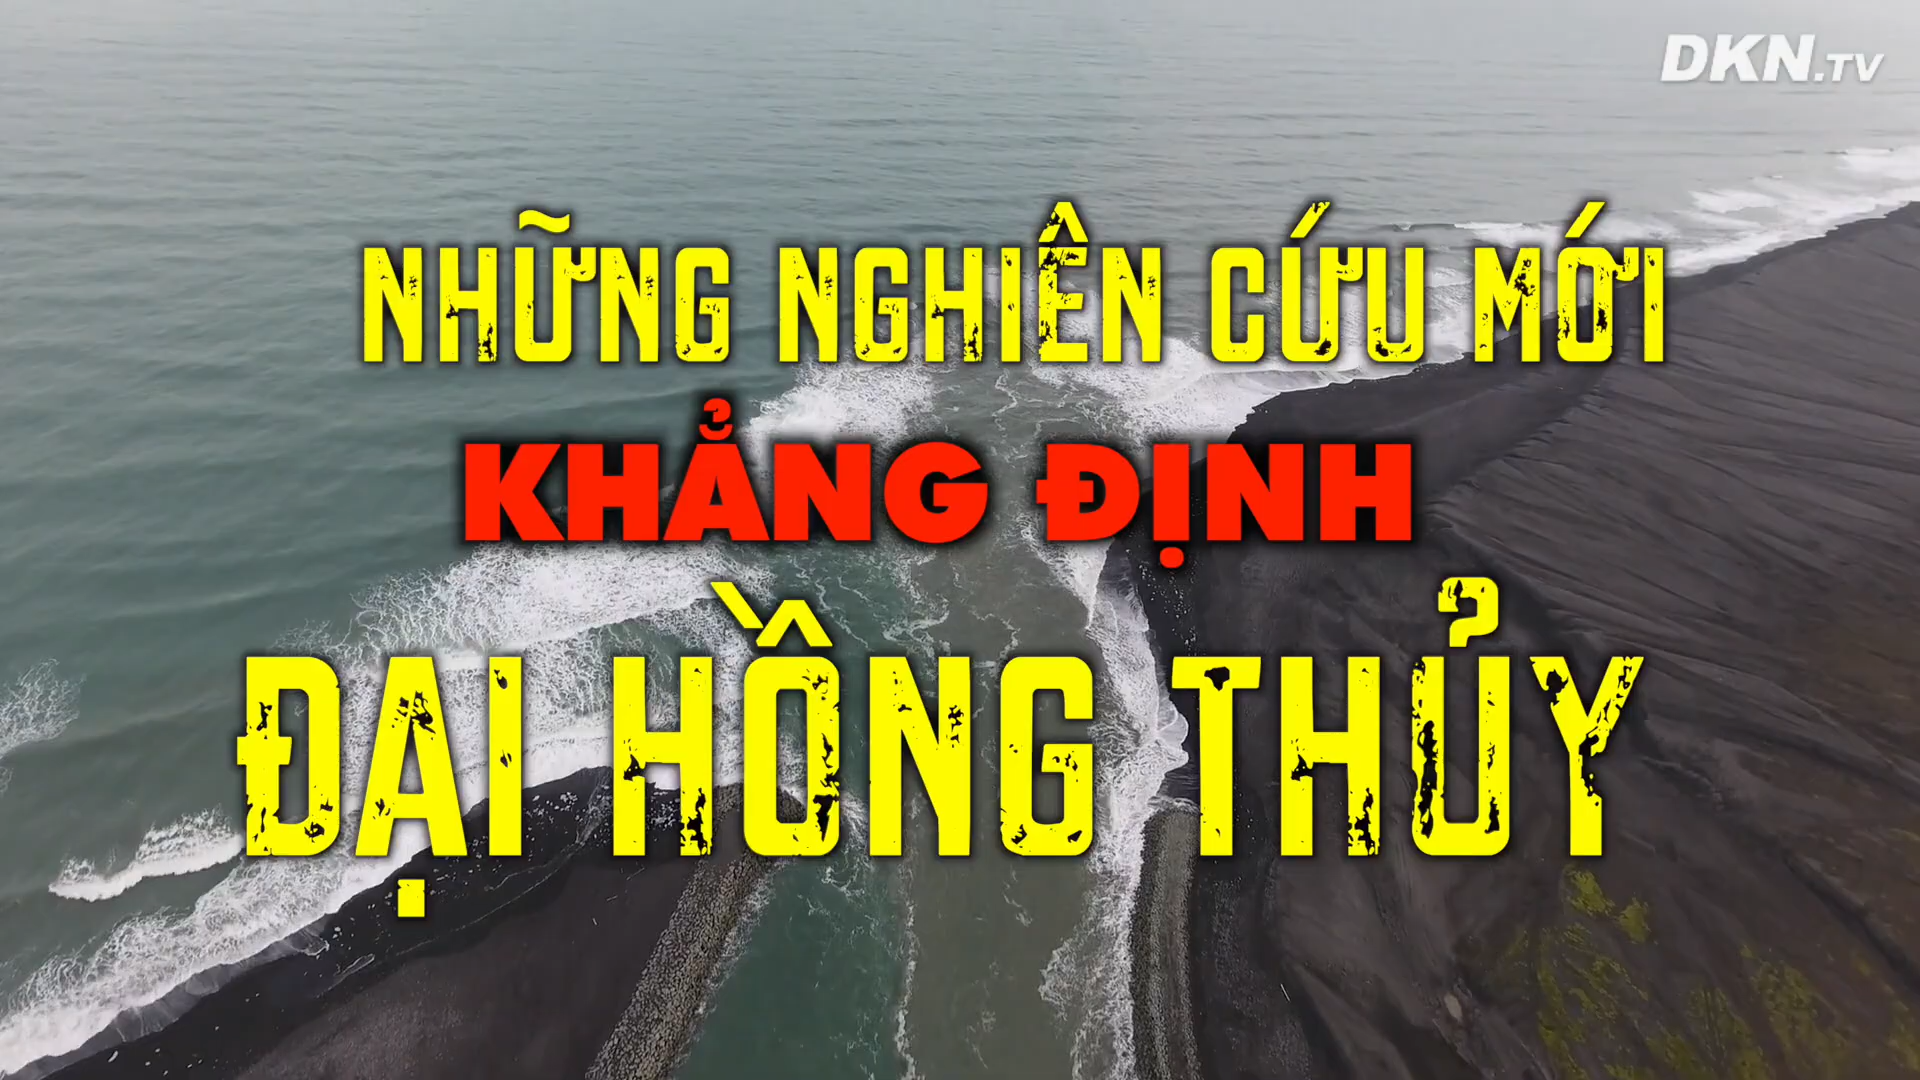 DKN.TV
NHỮNG NGHIÊN CỨU MỚI
KHẲNG ĐỊNH
ĐẠI HỒNG THỦY